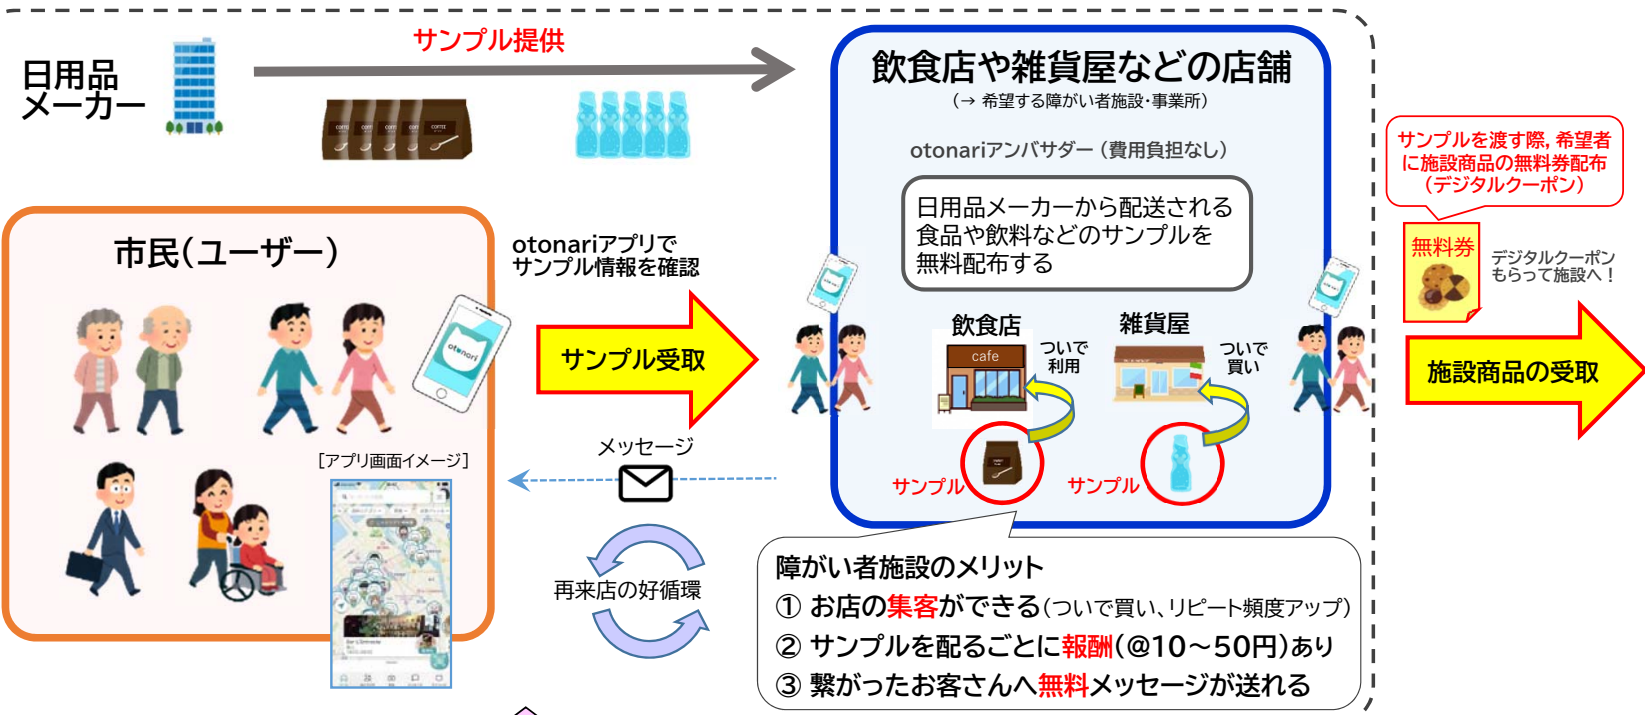 サンプル提供
日用品
メーカー
飲食店や雑貨屋などの店舗
(→ 希望する障がい者施設・事業所)
otonariアンバサダー (費用負担なし)
日用品メーカーから配送される
食品や飲料などのサンプルを
無料配布する
サンプルを渡す際, 希望者
に施設商品の無料券配布
(デジタルクーポン)
無料券
デジタルクーポン
もらって施設へ!
施設商品の受取
市民(ユーザー)
otonari
otonariアプリで
サンプル情報を確認
サンプル受取
飲食店
cafe
ついで
利用
雑貨屋
ついで
買い
サンプル
サンプル
メッセージ
[アプリ画面イメージ]
再来店の好循環
障がい者施設のメリット
① お店の集客ができる(ついで買い、リピート頻度アップ)
② サンプルを配るごとに報酬(@10～50円)あり
③ 繋がったお客さんへ無料メッセージが送れる